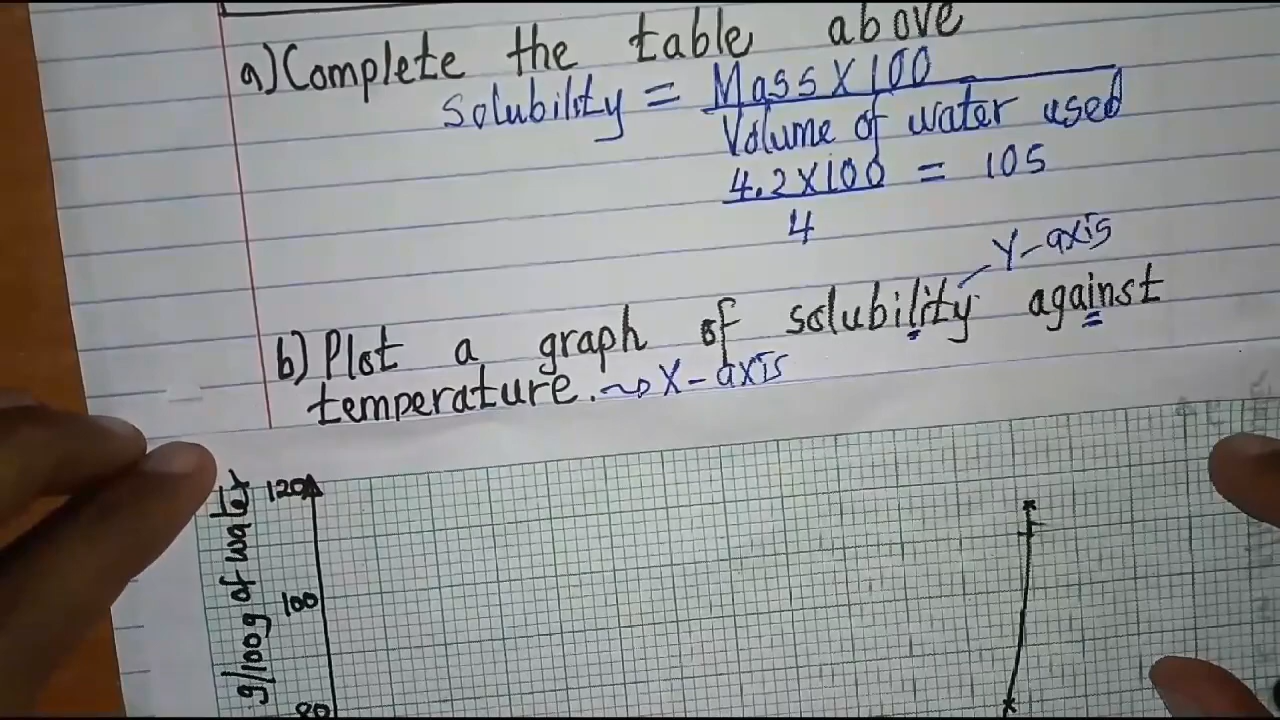 a) Complete the table above
Solubility = Mass X 100
Volume of water used
4.2 X 100 = 105
4
Y-axis
b) Plot a graph of solubility against
temperature. X-axis
120
100
80
g/100g of water